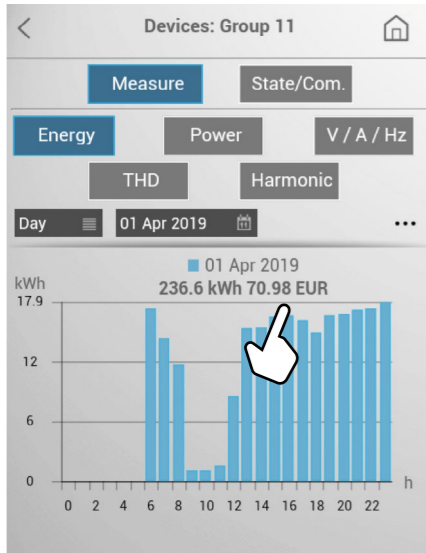 Devices: Group 11
Measure State/Com.
Energy Power V / A / Hz
THD Harmonic
Day 01 Apr 2019 11 ...
01 Apr 2019
236.6 kWh 70.98 EUR
kWh
17.9
12
6
0
h
0 2 4 6 8 10 12 14 16 18 20 22